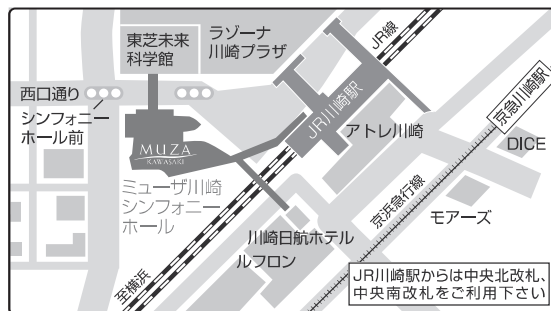 東芝未来
科学館
ラゾーナ
川崎プラザ
JR線
西口通り
シンフォニー
ホール前
MUZA
KAWASAKI
ミューザ川崎
シンフォニー
ホール
JR川崎駅
アトレ川崎
京急川崎駅
DICE
モアーズ
京浜急行線
川崎日航ホテル
ルフロン
至横浜
JR川崎駅からは中央北改札、
中央南改札をご利用下さい